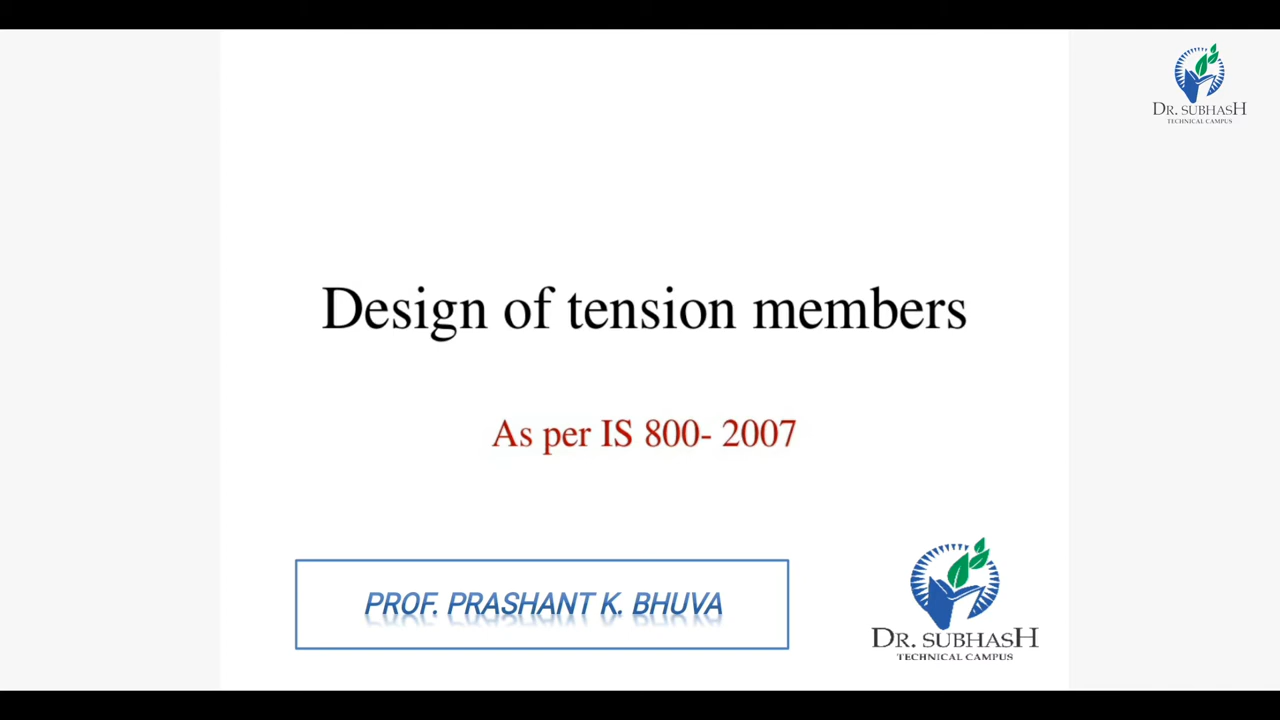 DR. SUBHASH
TECHNICAL CAMPUS
Design of tension members
As per IS 800- 2007
PROF. PRASHANT K. BHUVA
DR. SUBHASH
TECHNICAL CAMPUS